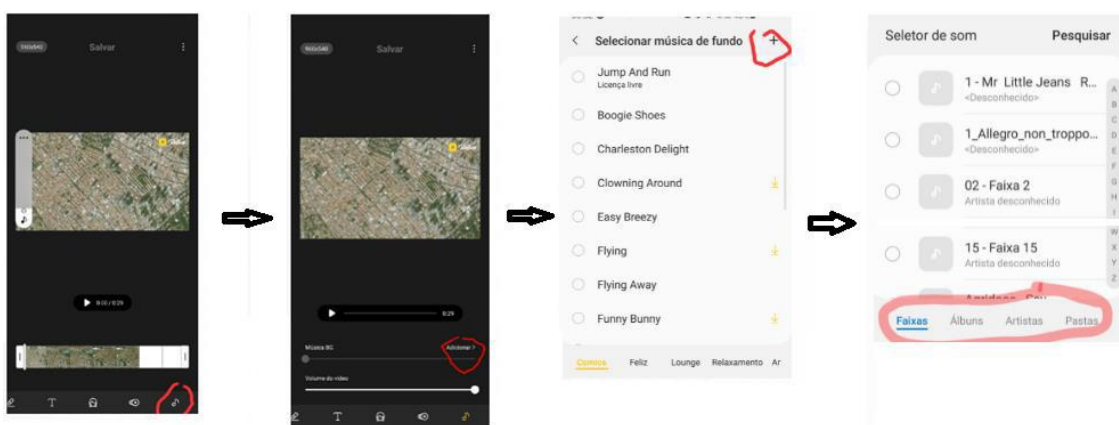 960x540
Salvar
0:00 / 0:29
T
960x540
Salvar
0:29
Música BG
Adicionar >
Volume do vídeo
T
< Selecionar música de fundo +
Jump And Run
Licença livre
Boogie Shoes
Charleston Delight
Clowning Around
Easy Breezy
Flying
Flying Away
Funny Bunny
Feliz Lounge Relaxamento Ar
Seletor de som Pesquisar
1 - Mr Little Jeans R...
<Desconhecido>
1_Allegro_non_troppo...
<Desconhecido>
02 - Faixa 2
Artista desconhecido
15 - Faixa 15
Artista desconhecido
A
B
C
D
E
F
G
H
I
W
X
Y
Z
Faixas Álbuns Artistas Pastas